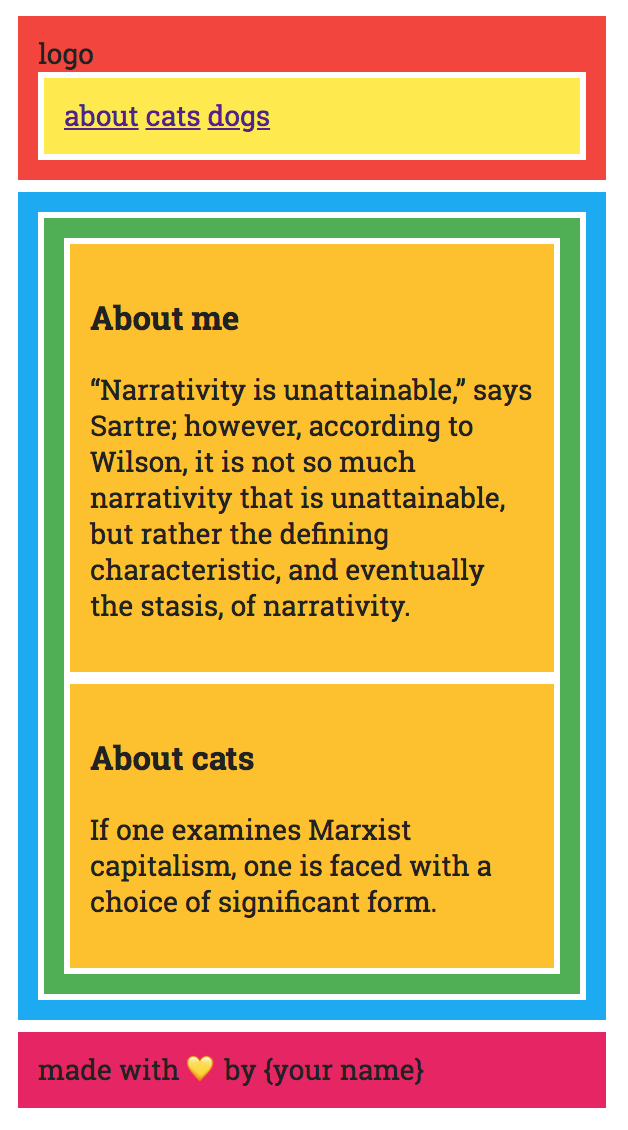 logo
about cats dogs
About me
“Narrativity is unattainable,” says
Sartre; however, according to
Wilson, it is not so much
narrativity that is unattainable,
but rather the defining
characteristic, and eventually
the stasis, of narrativity.
About cats
If one examines Marxist
capitalism, one is faced with a
choice of significant form.
made with 💛 by {your name}